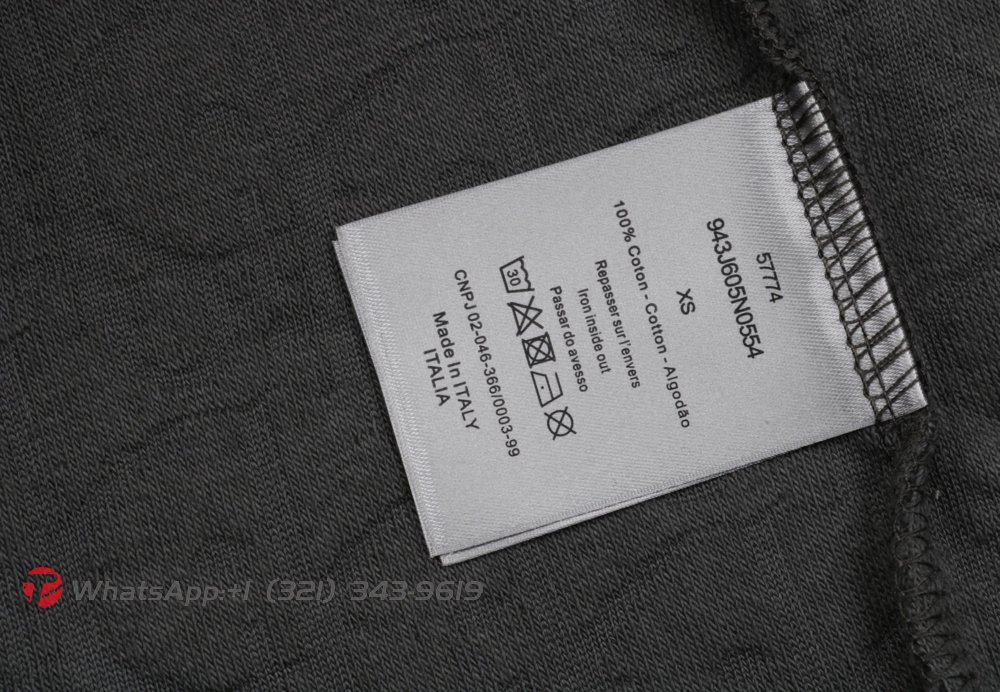 57774
943J605N0554
XS
100% Coton - Cotton - Algodão
Repasser sur l'envers
Iron inside out
Passar do avesso
30
CNPJ 02-046-366/0003-99
Made In ITALY
ITALIA
WhatsApp:+1 (321) 343-9619